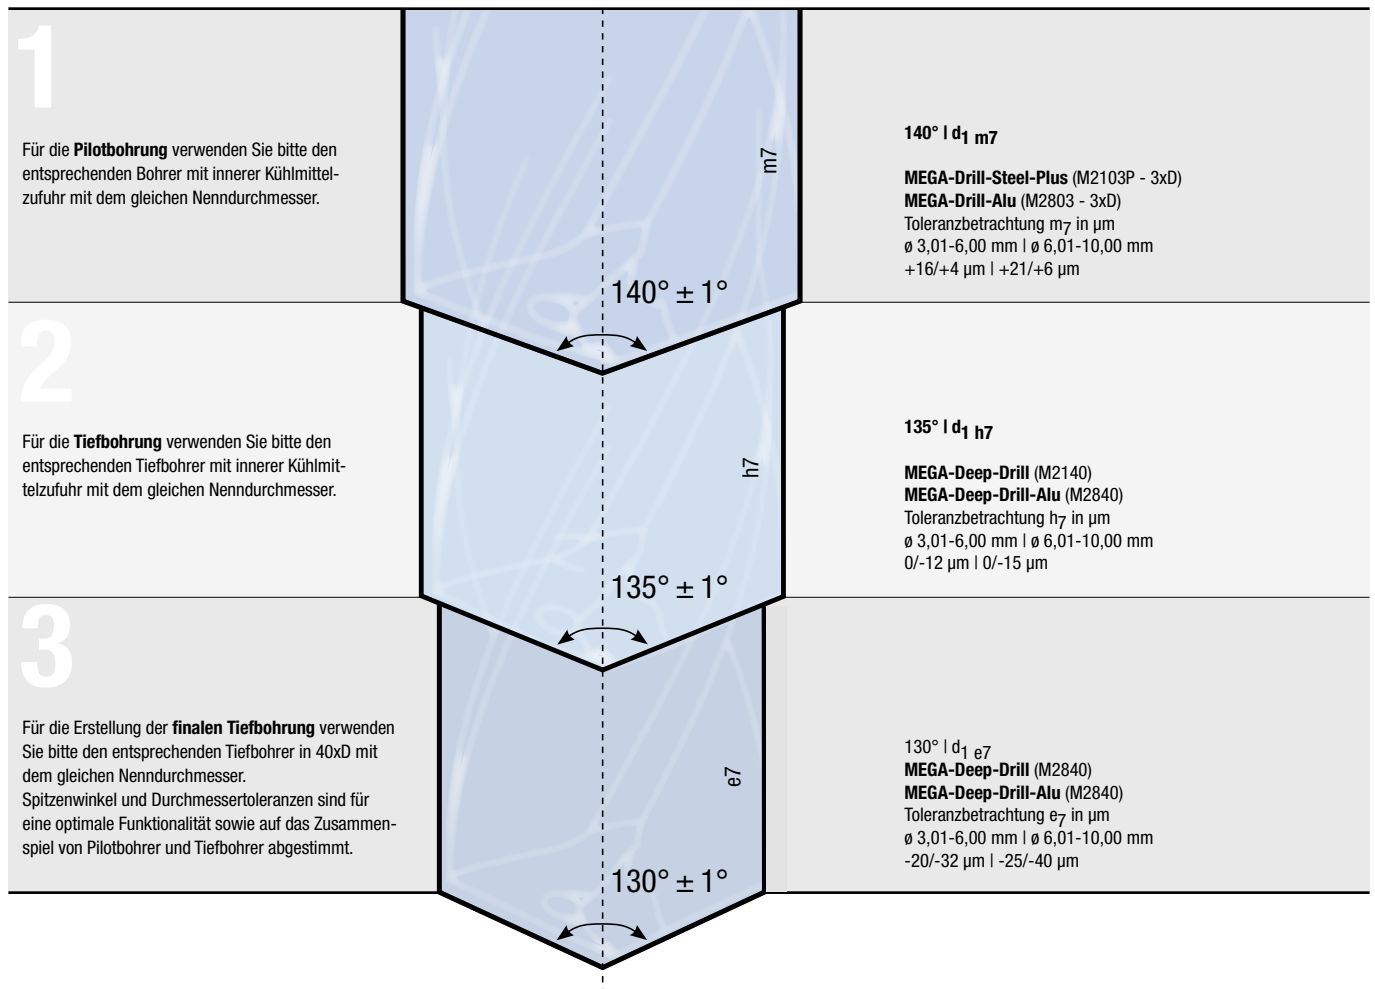 1
Für die Pilotbohrung verwenden Sie bitte den
entsprechenden Bohrer mit innerer Kühlmittel-
zufuhr mit dem gleichen Nenndurchmesser.
m7
140° ± 1°
140° | d1 m7
MEGA-Drill-Steel-Plus (M2103P - 3xD)
MEGA-Drill-Alu (M2803 - 3xD)
Toleranzbetrachtung m7 in µm
ø 3,01-6,00 mm | ø 6,01-10,00 mm
+16/+4 µm | +21/+6 µm
2
Für die Tiefbohrung verwenden Sie bitte den
entsprechenden Tiefbohrer mit innerer Kühlmit-
telzufuhr mit dem gleichen Nenndurchmesser.
h7
135° ± 1°
135° | d1 h7
MEGA-Deep-Drill (M2140)
MEGA-Deep-Drill-Alu (M2840)
Toleranzbetrachtung h7 in µm
ø 3,01-6,00 mm | ø 6,01-10,00 mm
0/-12 µm | 0/-15 µm
3
Für die Erstellung der finalen Tiefbohrung verwenden
Sie bitte den entsprechenden Tiefbohrer in 40xD mit
dem gleichen Nenndurchmesser.
Spitzenwinkel und Durchmessertoleranzen sind für
eine optimale Funktionalität sowie auf das Zusammen-
spiel von Pilotbohrer und Tiefbohrer abgestimmt.
e7
130° ± 1°
130° | d1 e7
MEGA-Deep-Drill (M2840)
MEGA-Deep-Drill-Alu (M2840)
Toleranzbetrachtung e7 in µm
ø 3,01-6,00 mm | ø 6,01-10,00 mm
-20/-32 µm | -25/-40 µm